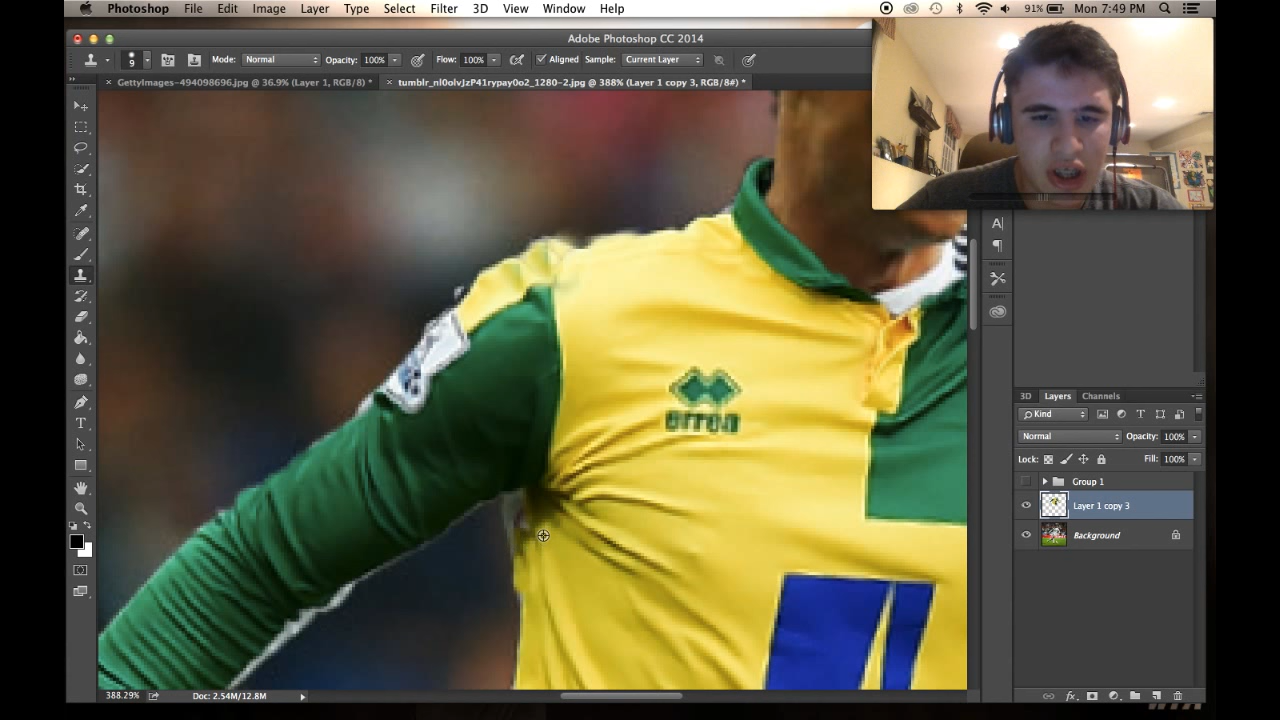 Photoshop File Edit Image Layer Type Select Filter 3D View Window Help 91% Mon 7:49 PM
Adobe Photoshop CC 2014
9 Mode: Normal Opacity: 100% Flow: 100% Aligned Sample: Current Layer
× GettyImages-494098696.jpg @ 36.9% (Layer 1, RGB/8) * × tumblr_nl0olvJzP41rypay0o2_1280-2.jpg @ 388% (Layer 1 copy 3, RGB/8#) *
errea
3D Layers Channels
Kind
Normal Opacity: 100%
Lock: Fill: 100%
Group 1
Layer 1 copy 3
Background
388.29% Doc: 2.54M/12.8M